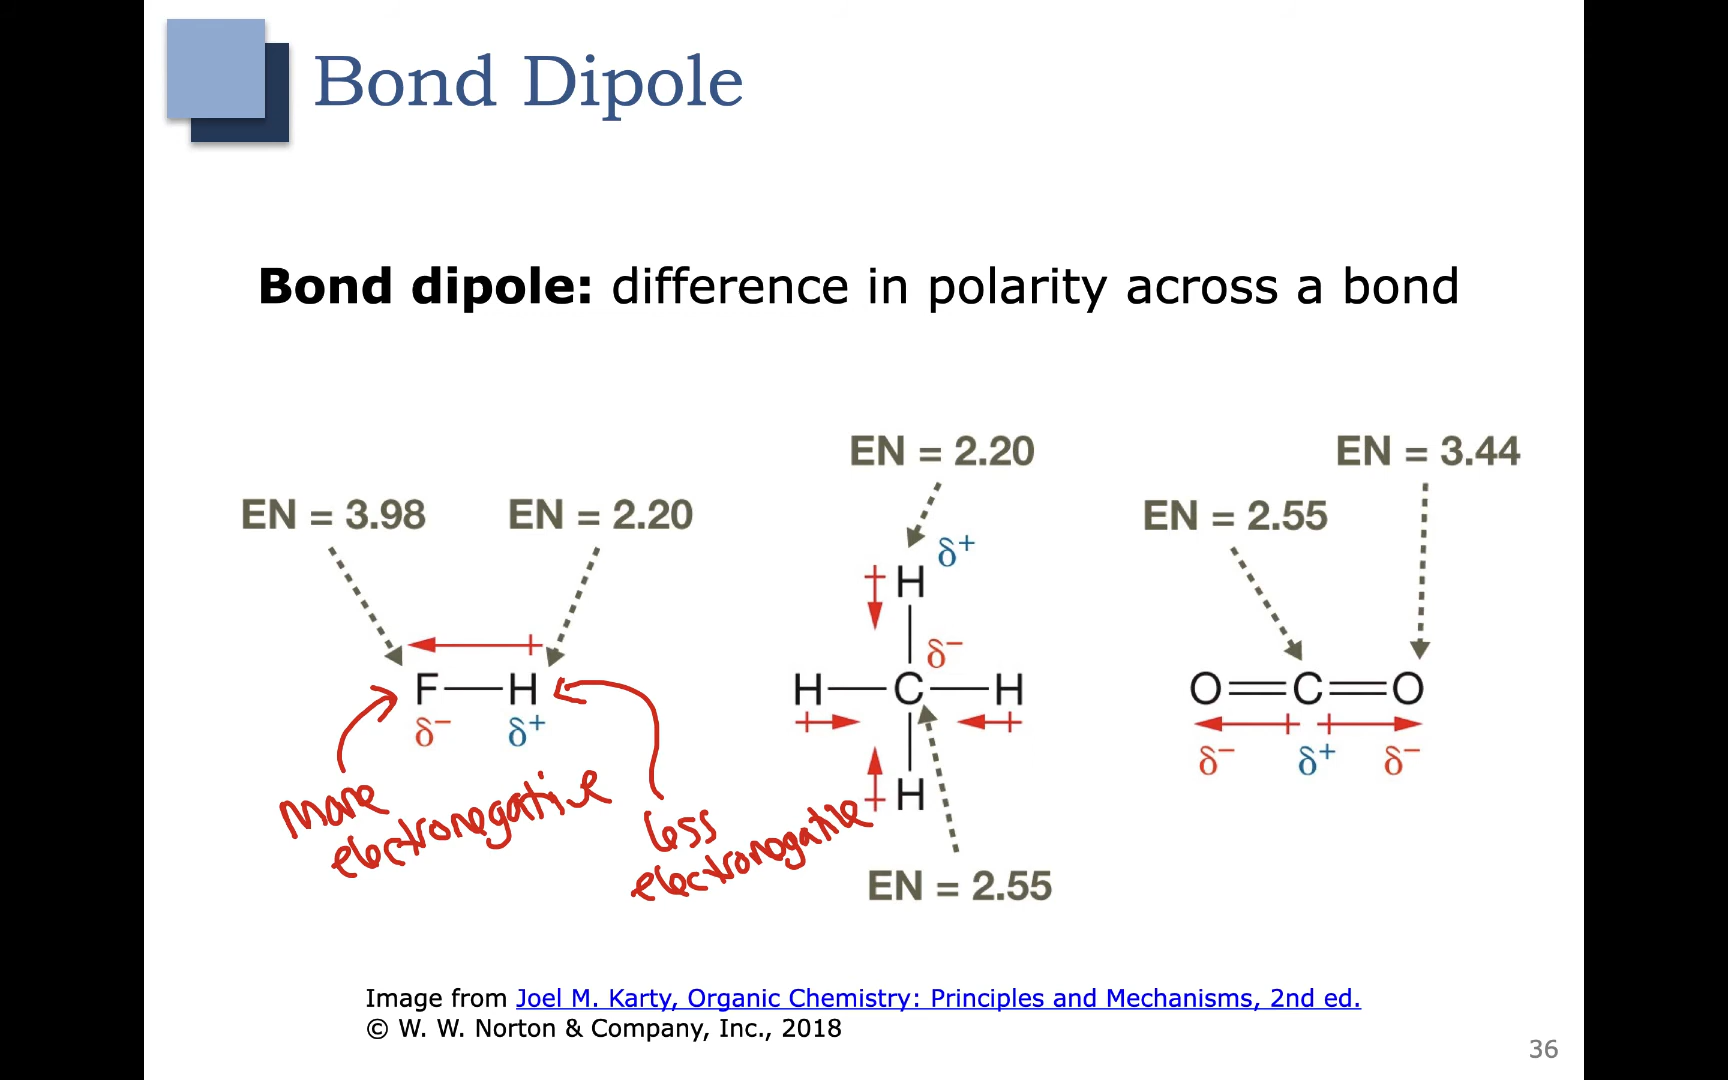 Bond Dipole
Bond dipole: difference in polarity across a bond
EN = 3.98
EN = 2.20
F—H
δ− δ+
More
electronegative
less
electronegative
EN = 2.20
δ+
H
δ−
H—C—H
H
EN = 2.55
EN = 3.44
EN = 2.55
O=C=O
δ− δ+ δ−
Image from Joel M. Karty, Organic Chemistry: Principles and Mechanisms, 2nd ed.
© W. W. Norton & Company, Inc., 2018
36